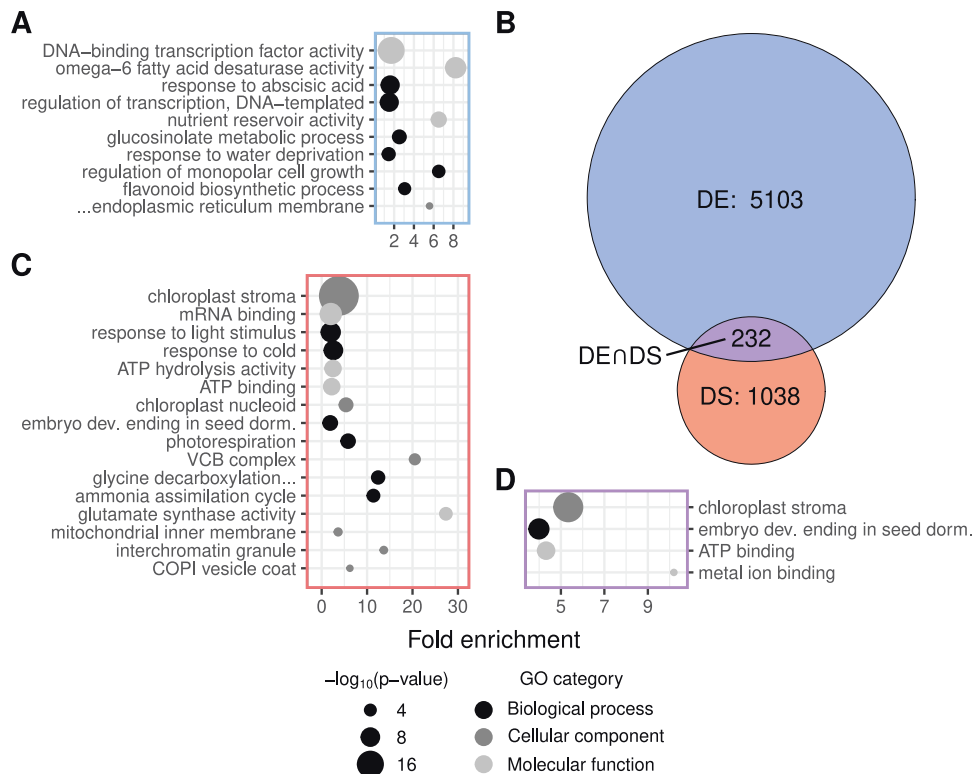 A
DNA−binding transcription factor activity
omega−6 fatty acid desaturase activity
response to abscisic acid
regulation of transcription, DNA−templated
nutrient reservoir activity
glucosinolate metabolic process
response to water deprivation
regulation of monopolar cell growth
flavonoid biosynthetic process
...endoplasmic reticulum membrane
2 4 6 8
B
DE: 5103
232
DE∩DS
DS: 1038
C
chloroplast stroma
mRNA binding
response to light stimulus
response to cold
ATP hydrolysis activity
ATP binding
chloroplast nucleoid
embryo dev. ending in seed dorm.
photorespiration
VCB complex
glycine decarboxylation...
ammonia assimilation cycle
glutamate synthase activity
mitochondrial inner membrane
interchromatin granule
COPI vesicle coat
0 10 20 30
D
chloroplast stroma
embryo dev. ending in seed dorm.
ATP binding
metal ion binding
5 7 9
Fold enrichment
−log10(p−value)
4
8
16
GO category
Biological process
Cellular component
Molecular function